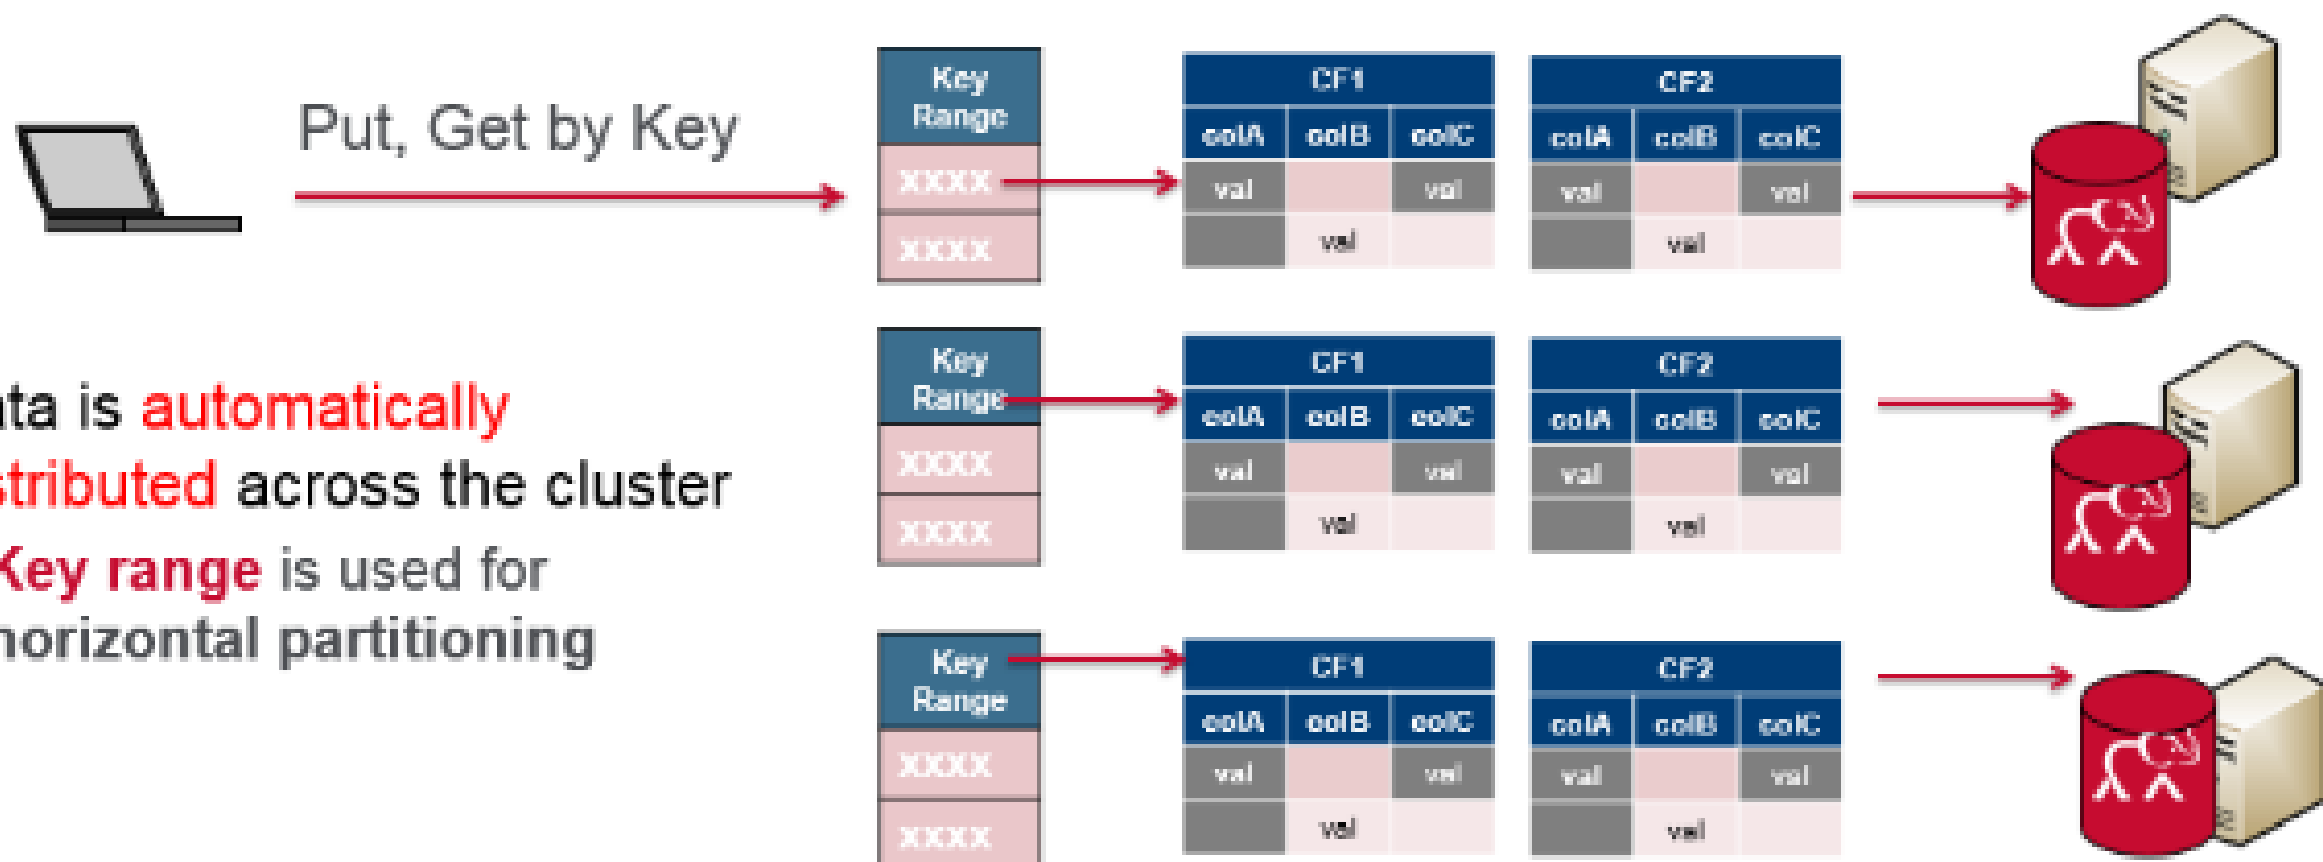 Put, Get by Key
ata is automatically
stributed across the cluster
Key range is used for
horizontal partitioning
Key
Range
xxxx
xxxx
CF1
colA colB colC
val val
val
CF2
colA colB colC
val val
val
Key
Range
xxxx
xxxx
CF1
colA colB colC
val val
val
CF2
colA colB colC
val val
val
Key
Range
xxxx
xxxx
CF1
colA colB colC
val val
val
CF2
colA colB colC
val val
val